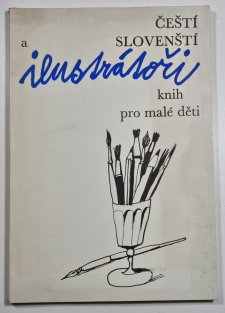 ČEŠTÍ
a SLOVENŠTÍ
ilustrátoři
knih
pro malé děti